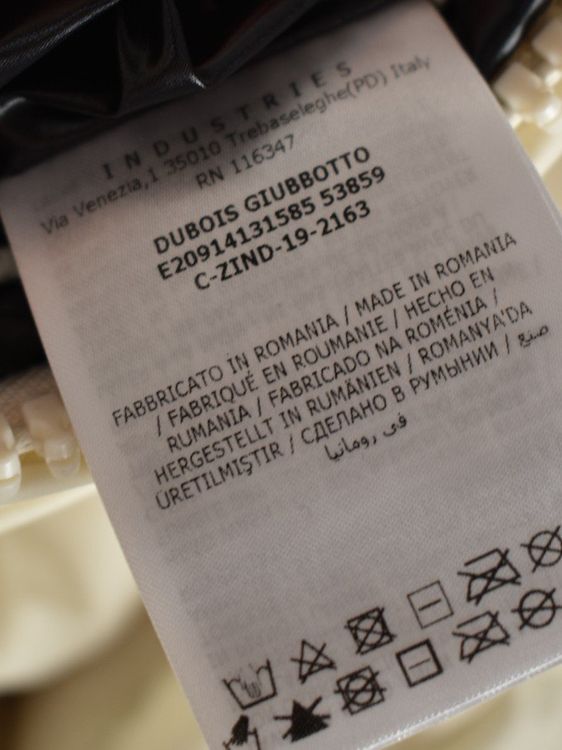 INDUSTRIES
Via Venezia,1 35010 Trebaseleghe(PD) Italy
RN 116347
DUBOIS GIUBBOTTO
E20914131585 53859
C-ZIND-19-2163
FABBRICATO IN ROMANIA / MADE IN ROMANIA
/ FABRIQUÉ EN ROUMANIE / HECHO EN
RUMANIA / FABRICADO NA ROMÉNIA /
HERGESTELLT IN RUMÄNIEN / ROMANYA'DA
ÜRETILMIŞTIR / СДЕЛАНО В РУМЫНИИ / صنع
في رومانيا